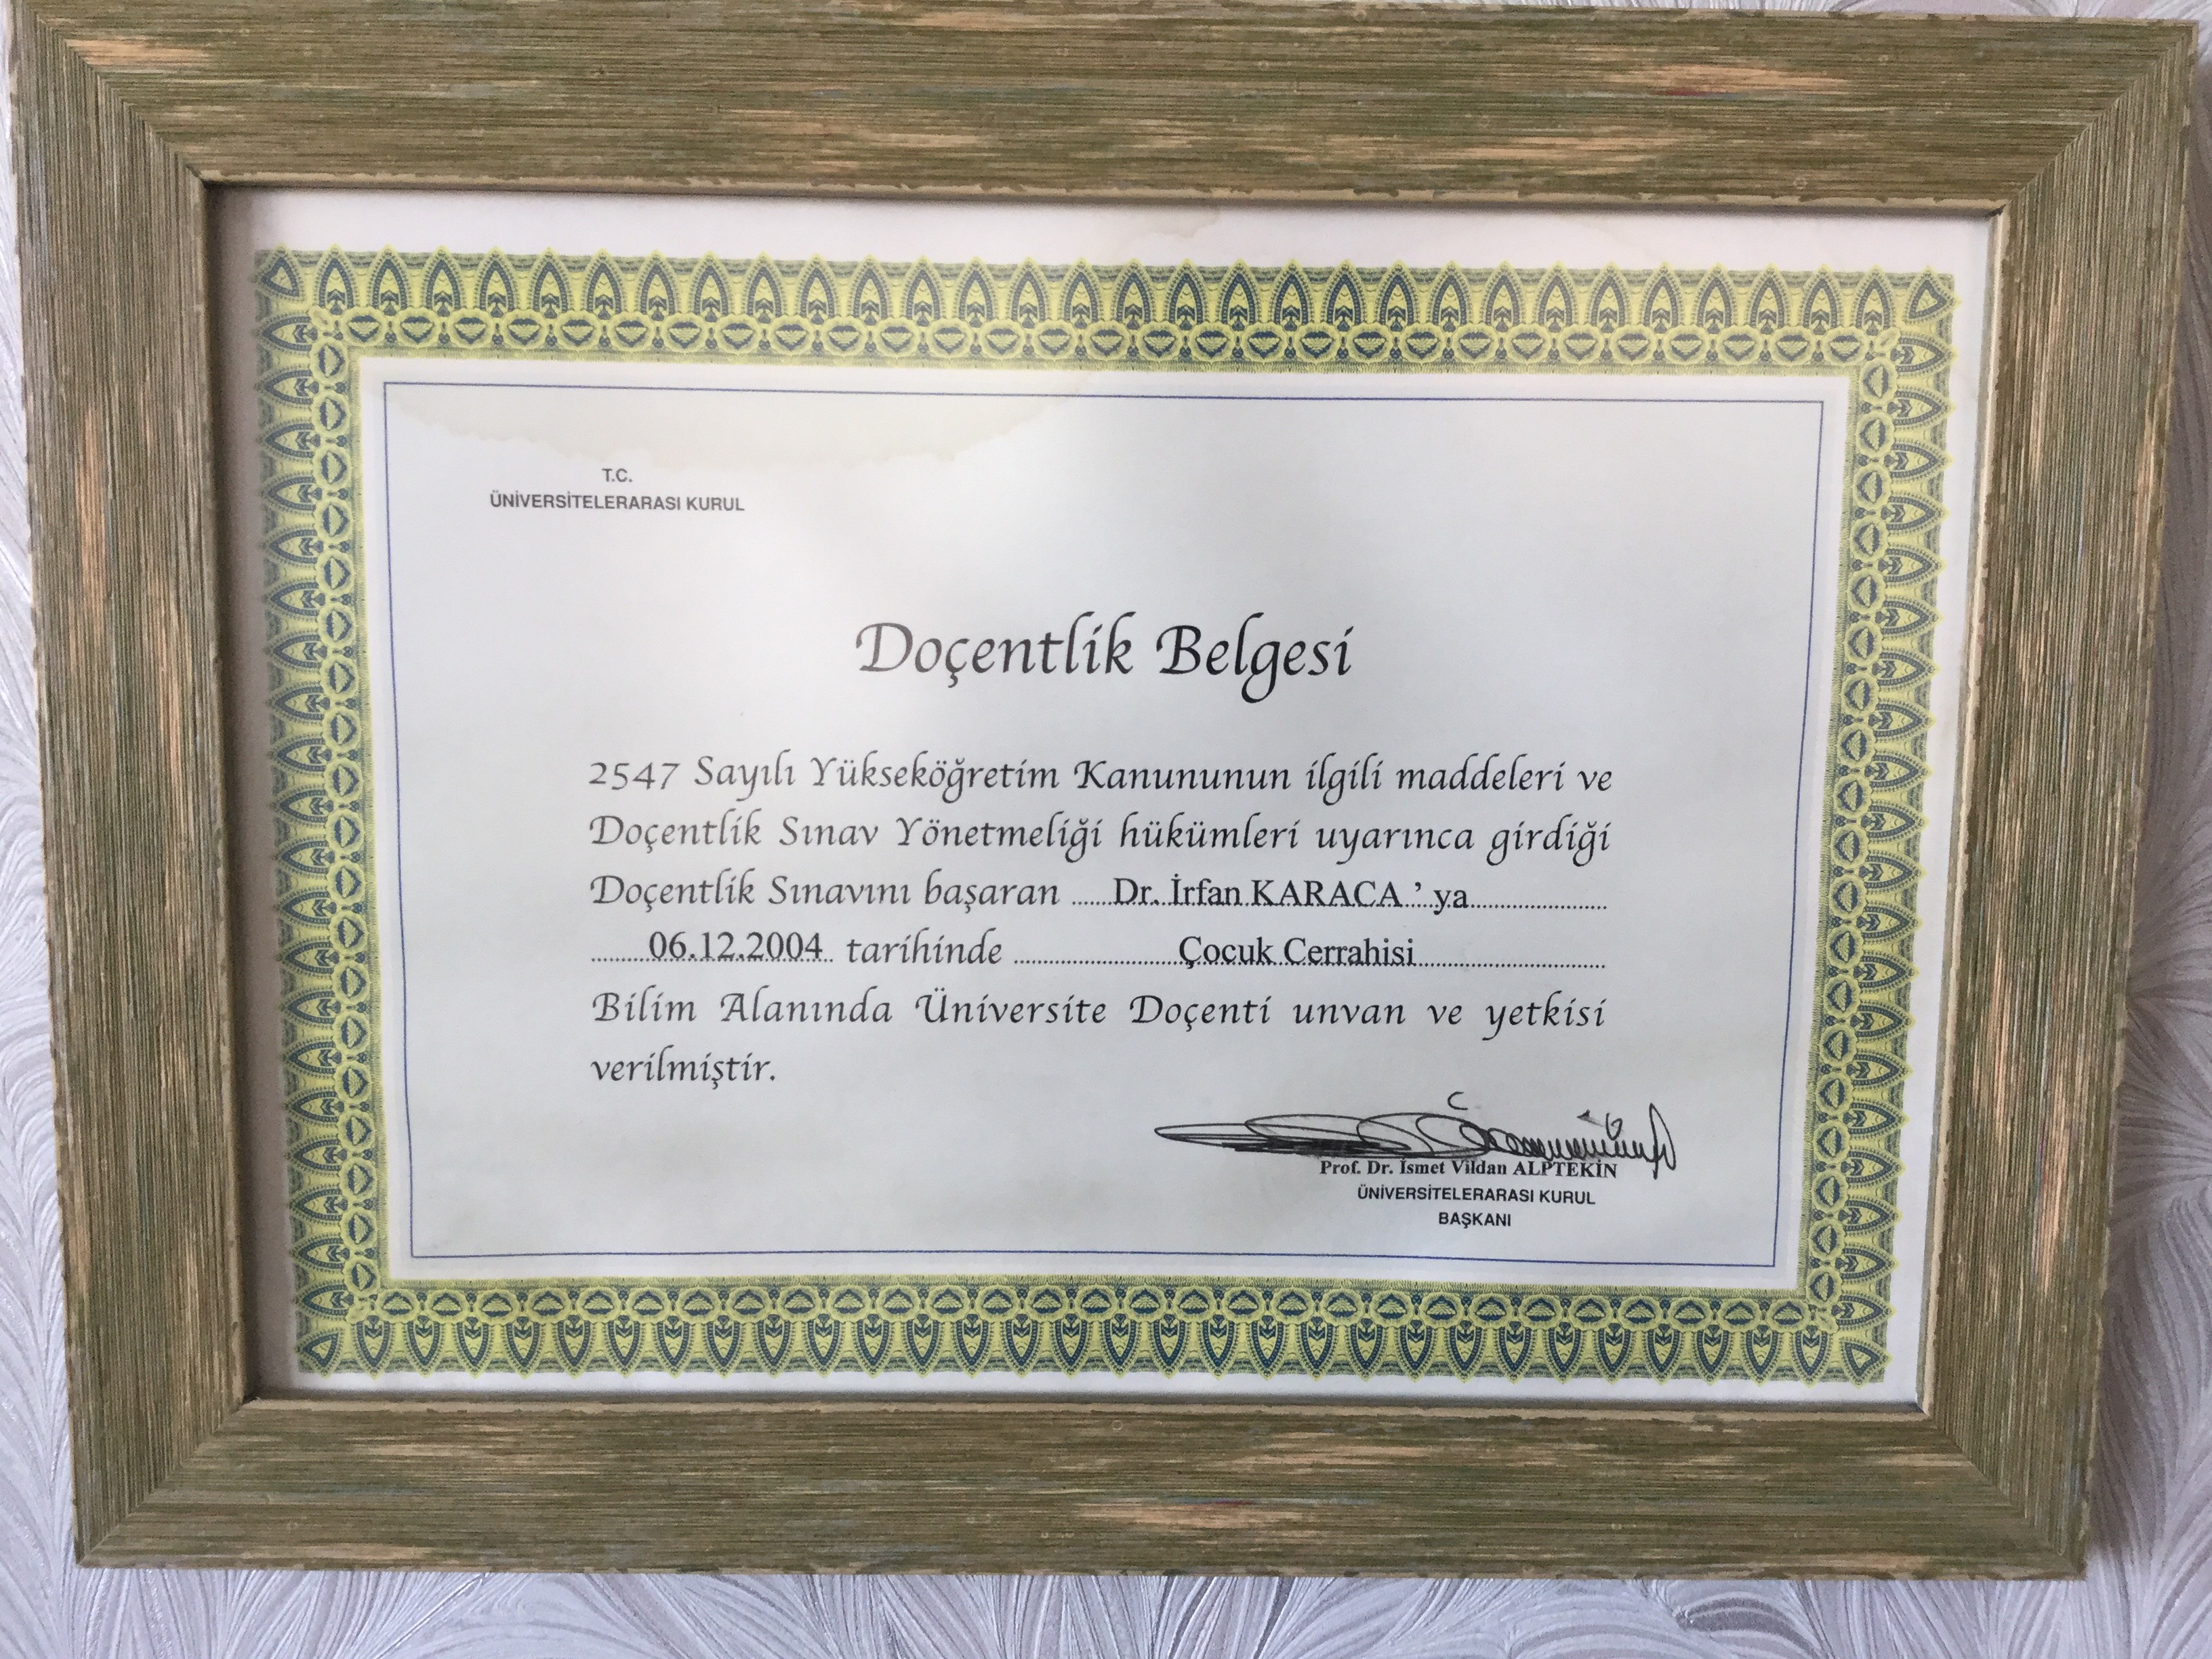 T.C.
ÜNİVERSİTELERARASI KURUL
Doçentlik Belgesi
2547 Sayılı Yükseköğretim Kanununun ilgili maddeleri ve
Doçentlik Sınav Yönetmeliği hükümleri uyarınca girdiği
Doçentlik Sınavını başaran ......Dr. İrfan KARACA ’ ya....................
........06.12.2004.. tarihinde .......................Çocuk Cerrahisi...........................
Bilim Alanında Üniversite Doçenti unvan ve yetkisi
verilmiştir.
Prof. Dr. İsmet Vildan ALPTEKİN
ÜNİVERSİTELERARASI KURUL
BAŞKANI